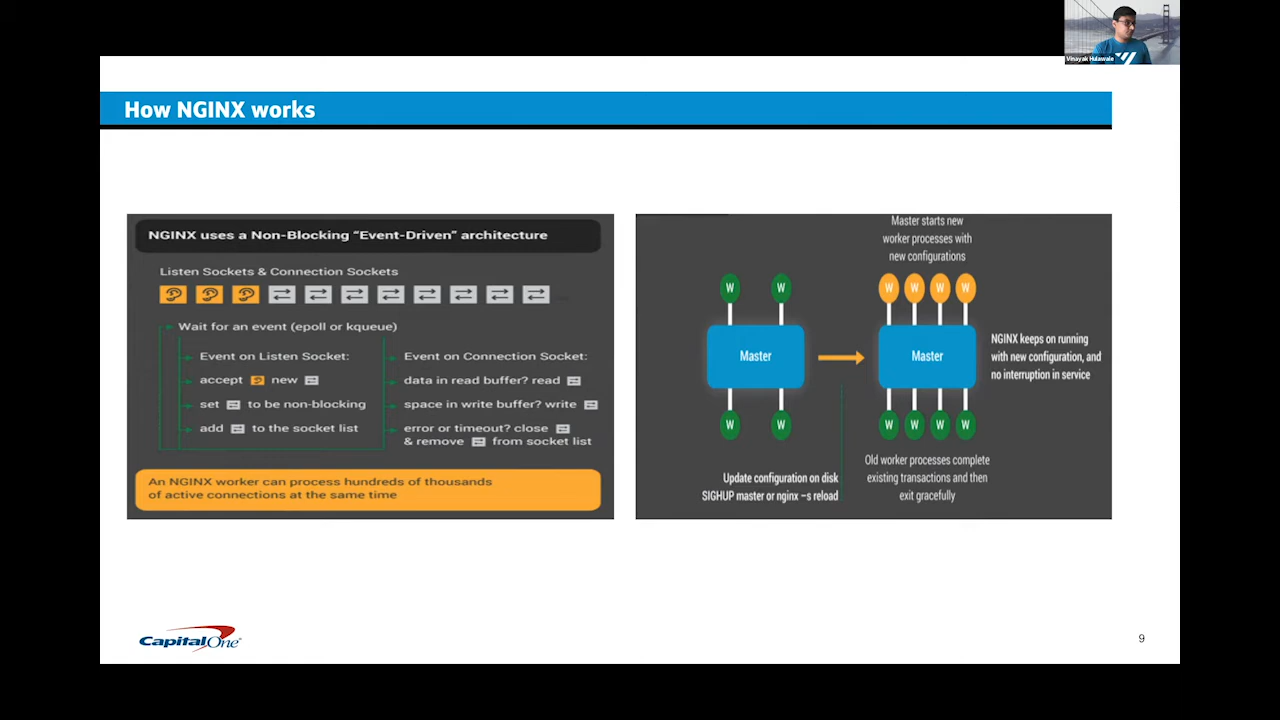 Vinayak Hulawale
How NGINX works
NGINX uses a Non-Blocking “Event-Driven” architecture
Listen Sockets & Connection Sockets
Wait for an event (epoll or kqueue)
Event on Listen Socket:
accept new
set to be non-blocking
add to the socket list
Event on Connection Socket:
data in read buffer? read
space in write buffer? write
error or timeout? close
& remove from socket list
An NGINX worker can process hundreds of thousands
of active connections at the same time
W W
Master
W W
Update configuration on disk
SIGHUP master or nginx –s reload
Master starts new
worker processes with
new configurations
W W W W
Master
W W W W
NGINX keeps on running
with new configuration, and
no interruption in service
Old worker processes complete
existing transactions and then
exit gracefully
CapitalOne
9